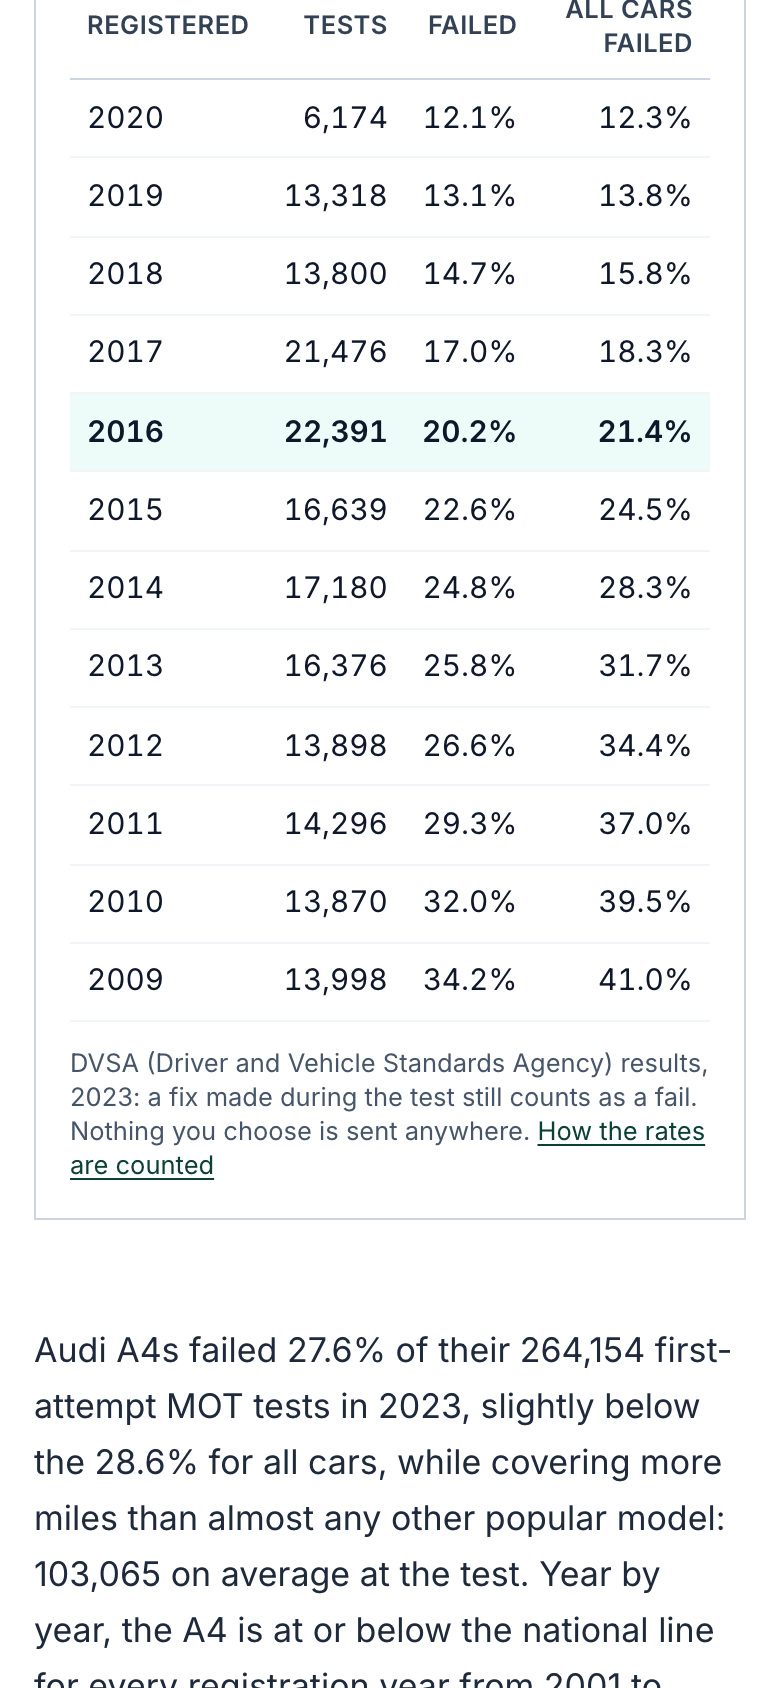 ALL CARS
REGISTERED TESTS FAILED FAILED
2020 6,174 12.1% 12.3%
2019 13,318 13.1% 13.8%
2018 13,800 14.7% 15.8%
2017 21,476 17.0% 18.3%
2016 22,391 20.2% 21.4%
2015 16,639 22.6% 24.5%
2014 17,180 24.8% 28.3%
2013 16,376 25.8% 31.7%
2012 13,898 26.6% 34.4%
2011 14,296 29.3% 37.0%
2010 13,870 32.0% 39.5%
2009 13,998 34.2% 41.0%
DVSA (Driver and Vehicle Standards Agency) results,
2023: a fix made during the test still counts as a fail.
Nothing you choose is sent anywhere. How the rates
are counted
Audi A4s failed 27.6% of their 264,154 first-
attempt MOT tests in 2023, slightly below
the 28.6% for all cars, while covering more
miles than almost any other popular model:
103,065 on average at the test. Year by
year, the A4 is at or below the national line
for every registration year from 2001 to